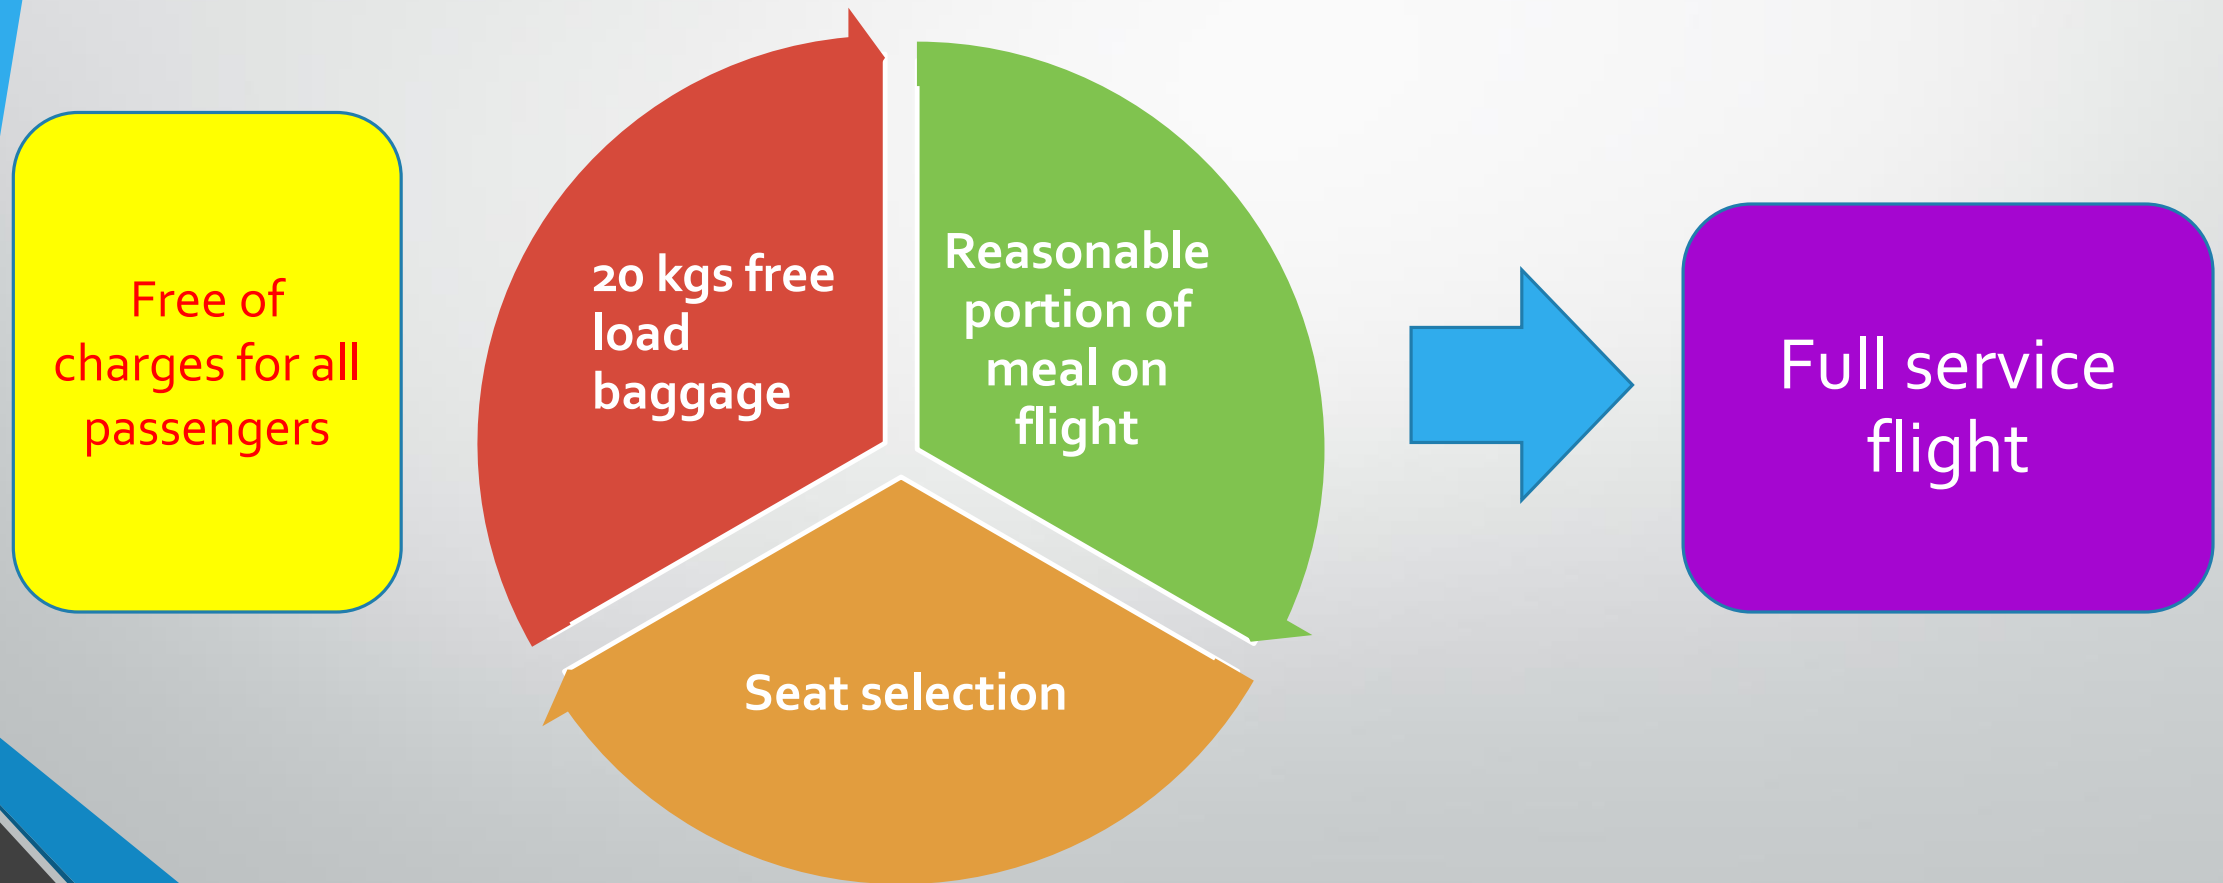 Free of
charges for all
passengers
20 kgs free
load
baggage
Reasonable
portion of
meal on
flight
Seat selection
Full service
flight